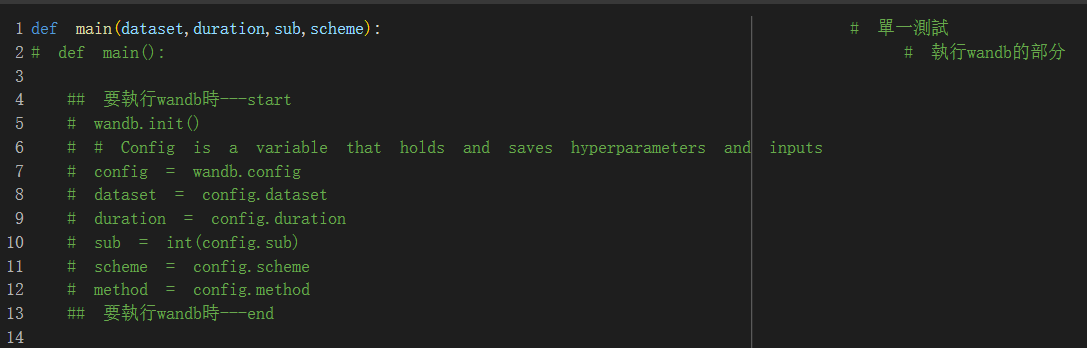 1 def main(dataset,duration,sub,scheme): # 單一測試
2 # def main(): # 執行wandb的部分
3
4 ## 要執行wandb時---start
5 # wandb.init()
6 # # Config is a variable that holds and saves hyperparameters and inputs
7 # config = wandb.config
8 # dataset = config.dataset
9 # duration = config.duration
10 # sub = int(config.sub)
11 # scheme = config.scheme
12 # method = config.method
13 ## 要執行wandb時---end
14